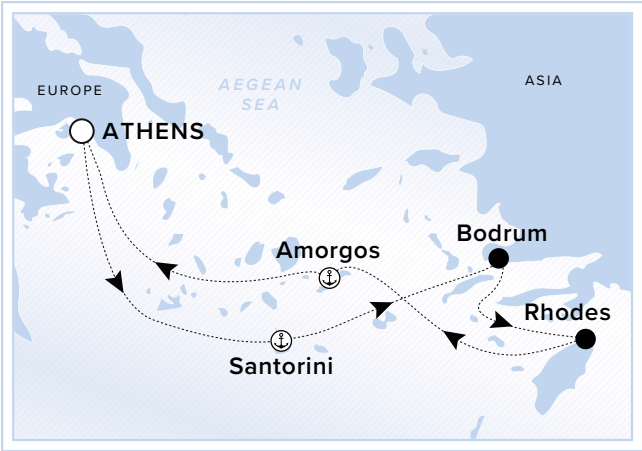 AEGEAN
SEA
ASIA
EUROPE
ATHENS
Bodrum
Amorgos
Rhodes
Santorini